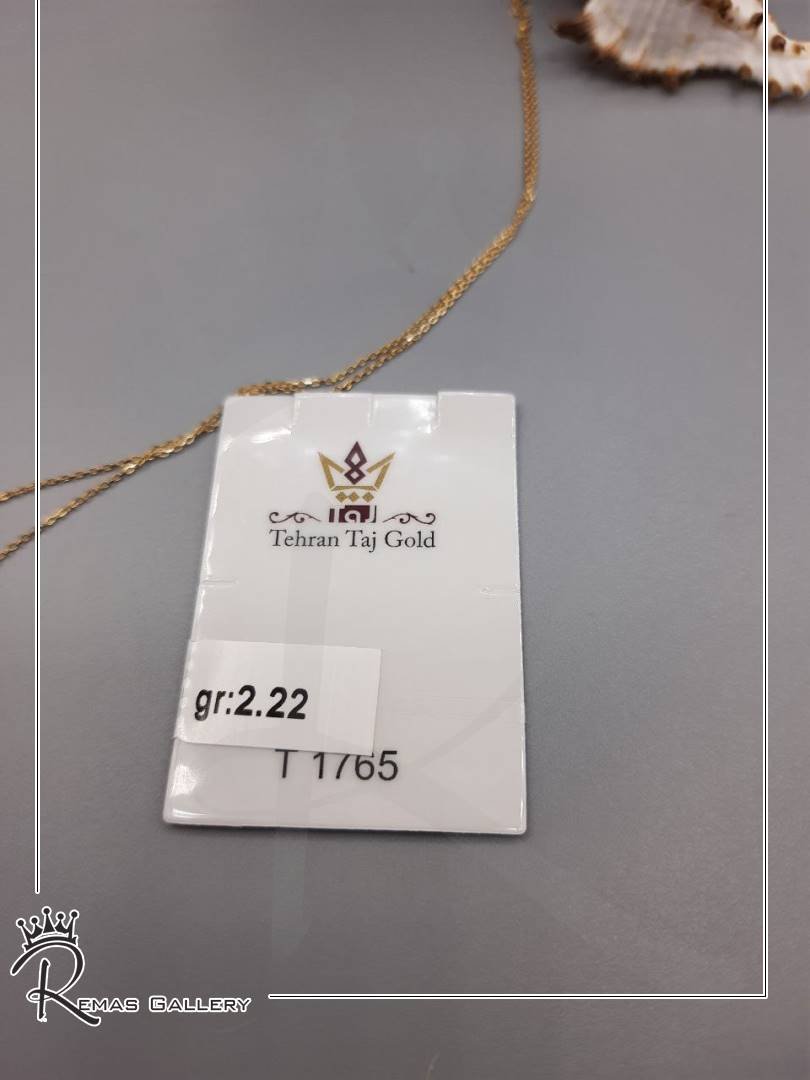 Tehran Taj Gold
gr:2.22
T 1765
REMAS GALLERY